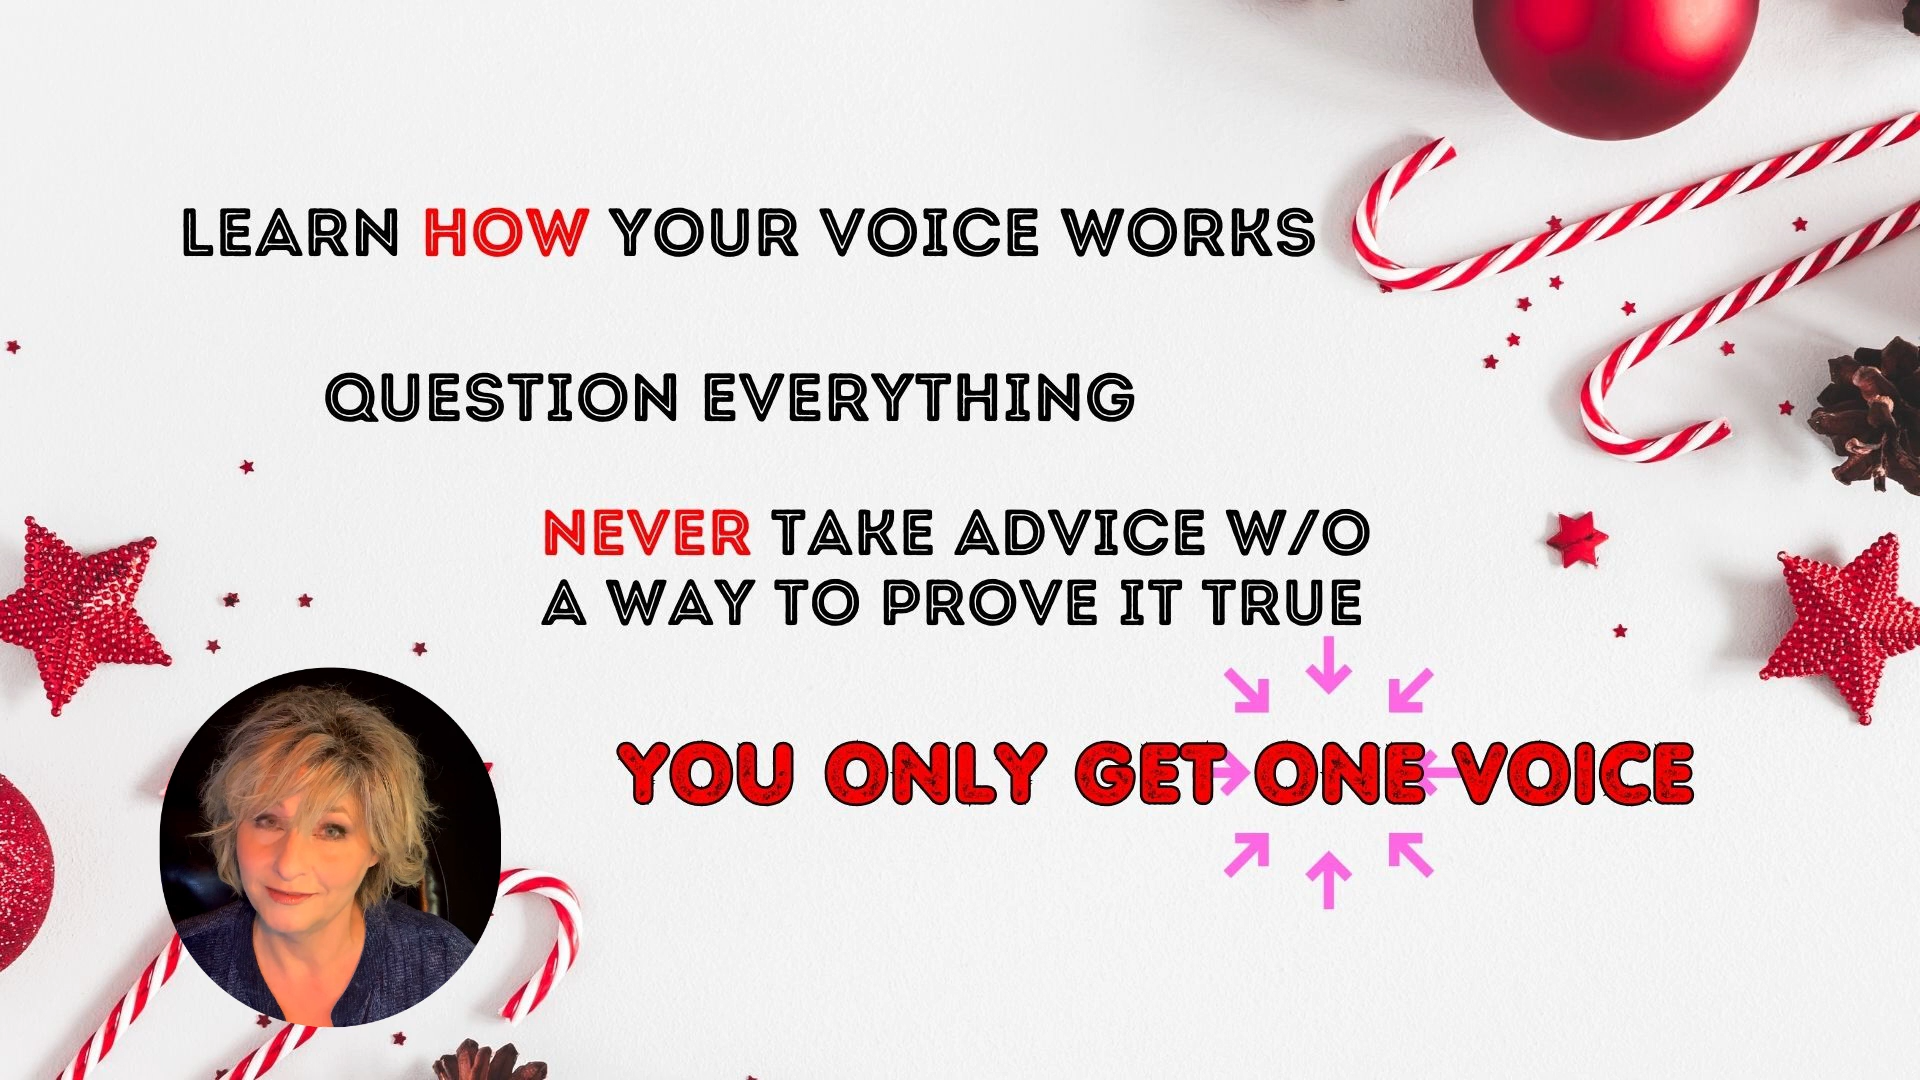 LEARN HOW YOUR VOICE WORKS
QUESTION EVERYTHING
NEVER TAKE ADVICE W/O
A WAY TO PROVE IT TRUE
YOU ONLY GET ONE VOICE